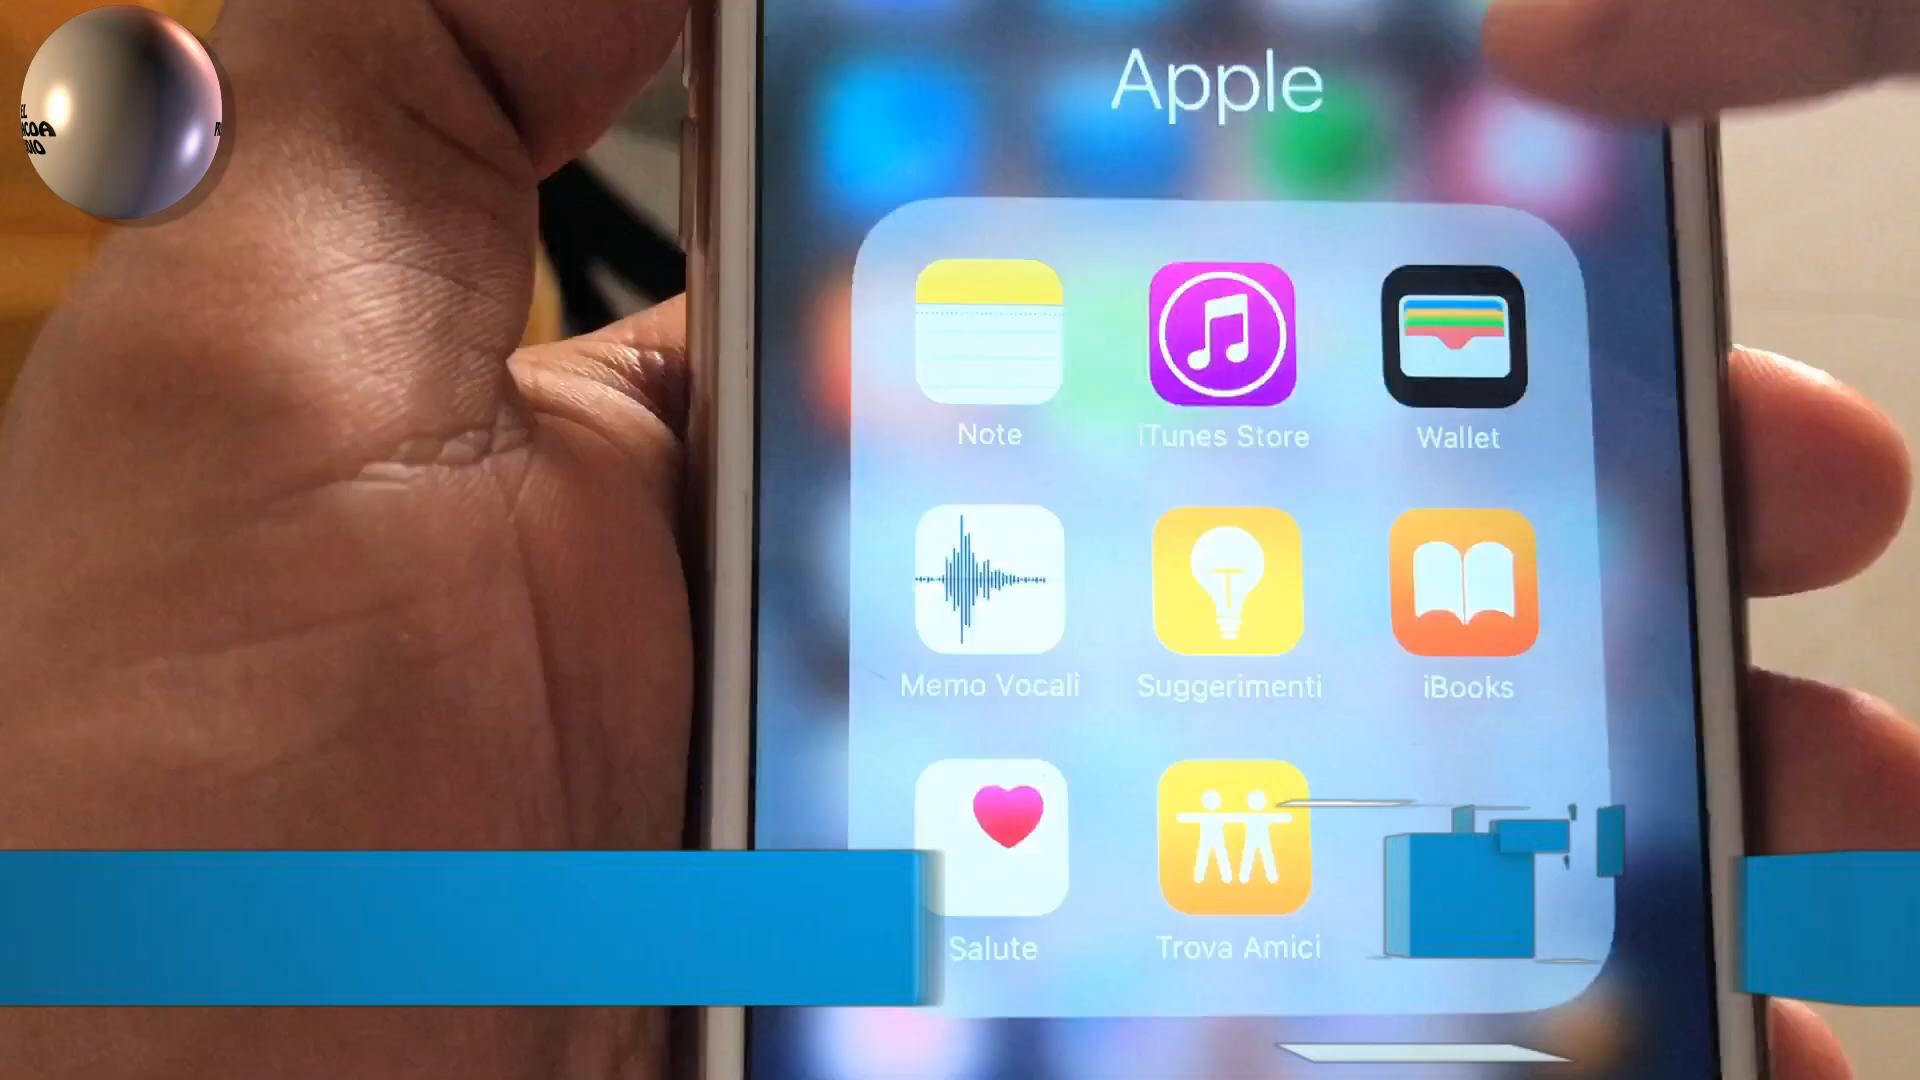 Apple
Note
iTunes Store
Wallet
Memo Vocali
Suggerimenti
iBooks
Salute
Trova Amici